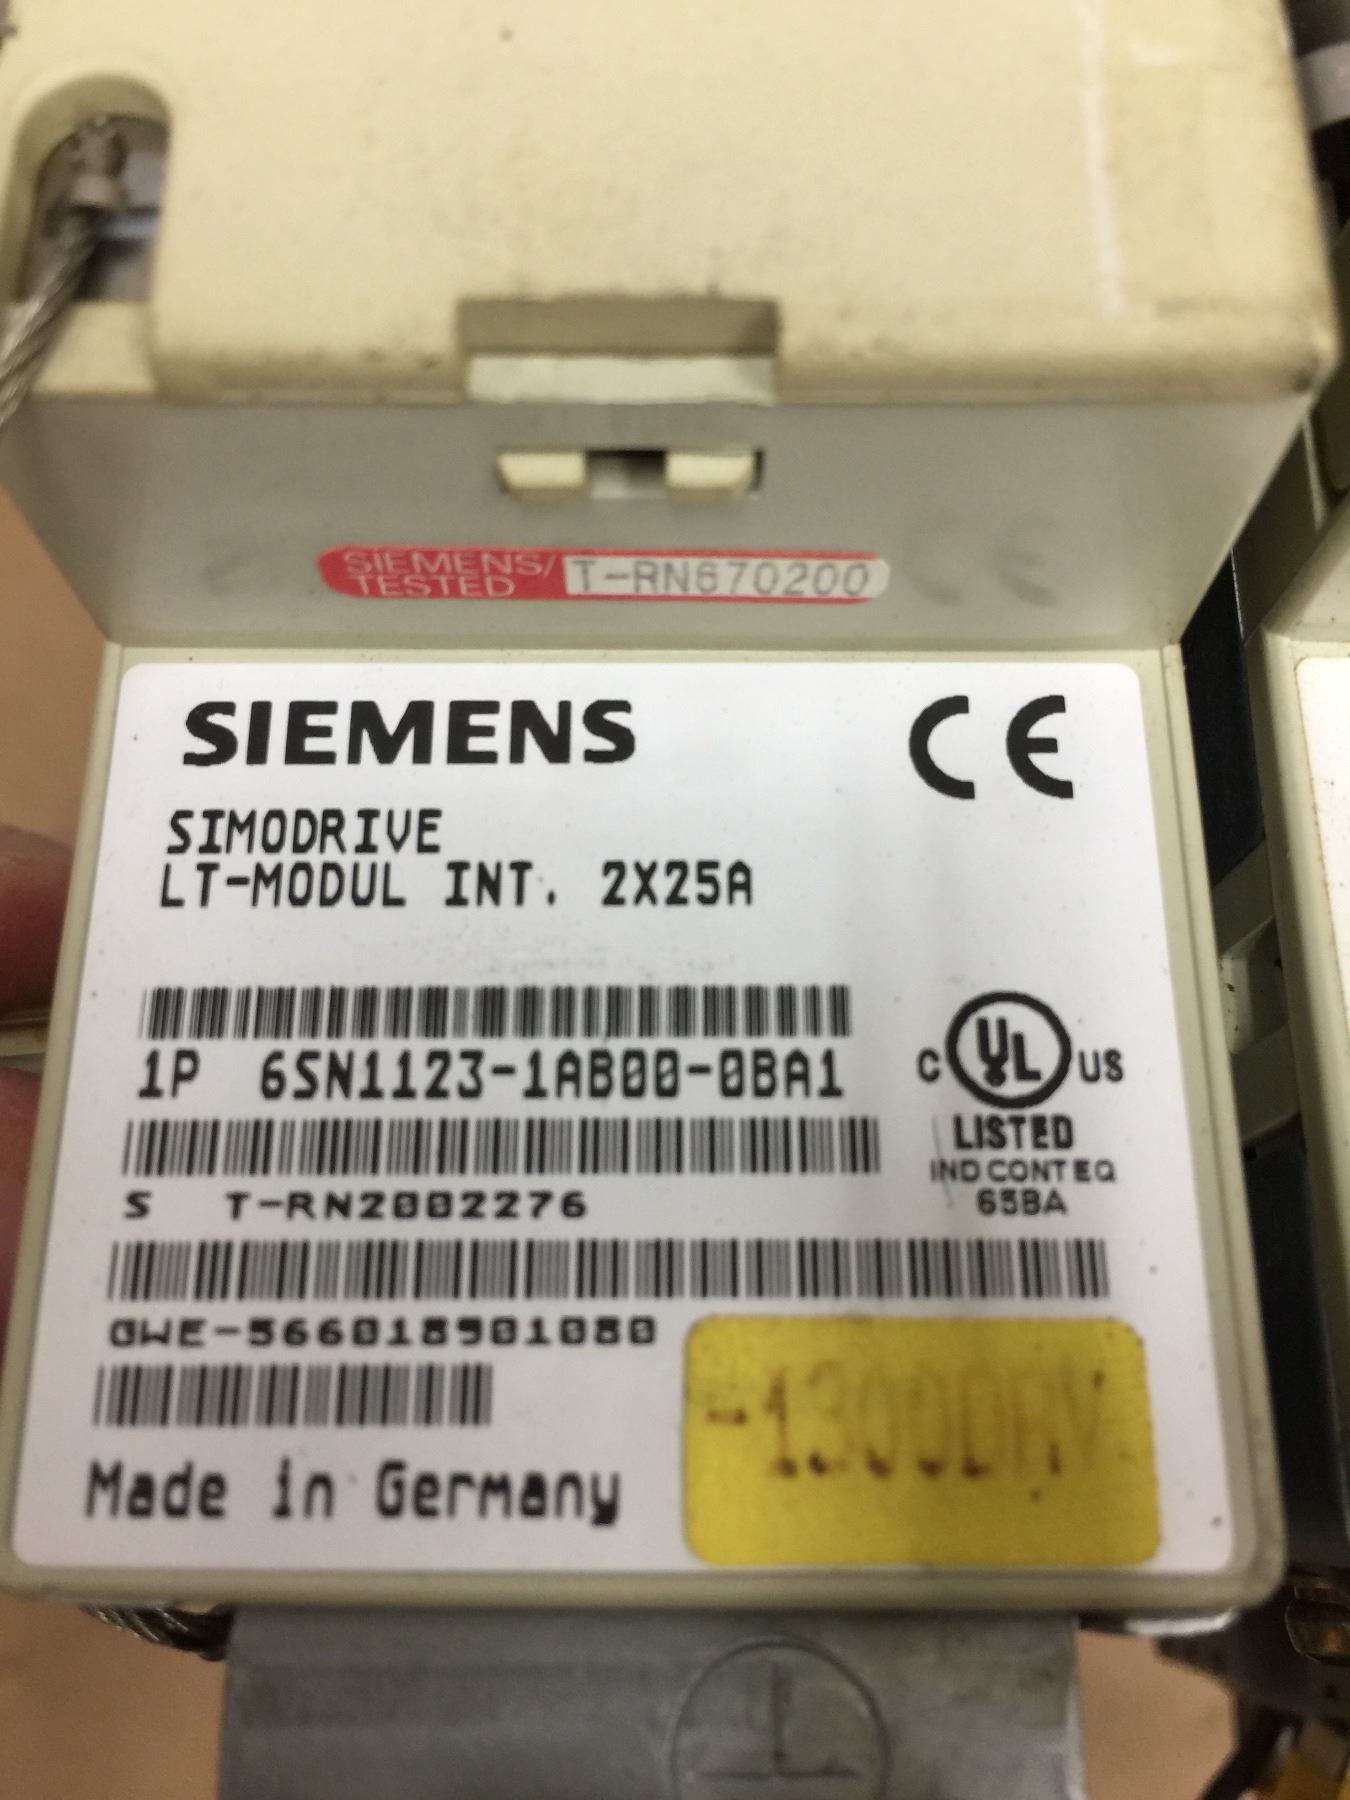 SIEMENS/
TESTED
T-RN670200
SIEMENS
CE
SIMODRIVE
LT-MODUL INT. 2X25A
1P 6SN1123-1AB00-0BA1
C UL US
LISTED
IND CONT EQ
65BA
S T-RN2002276
GWE-566018901080
Made in Germany